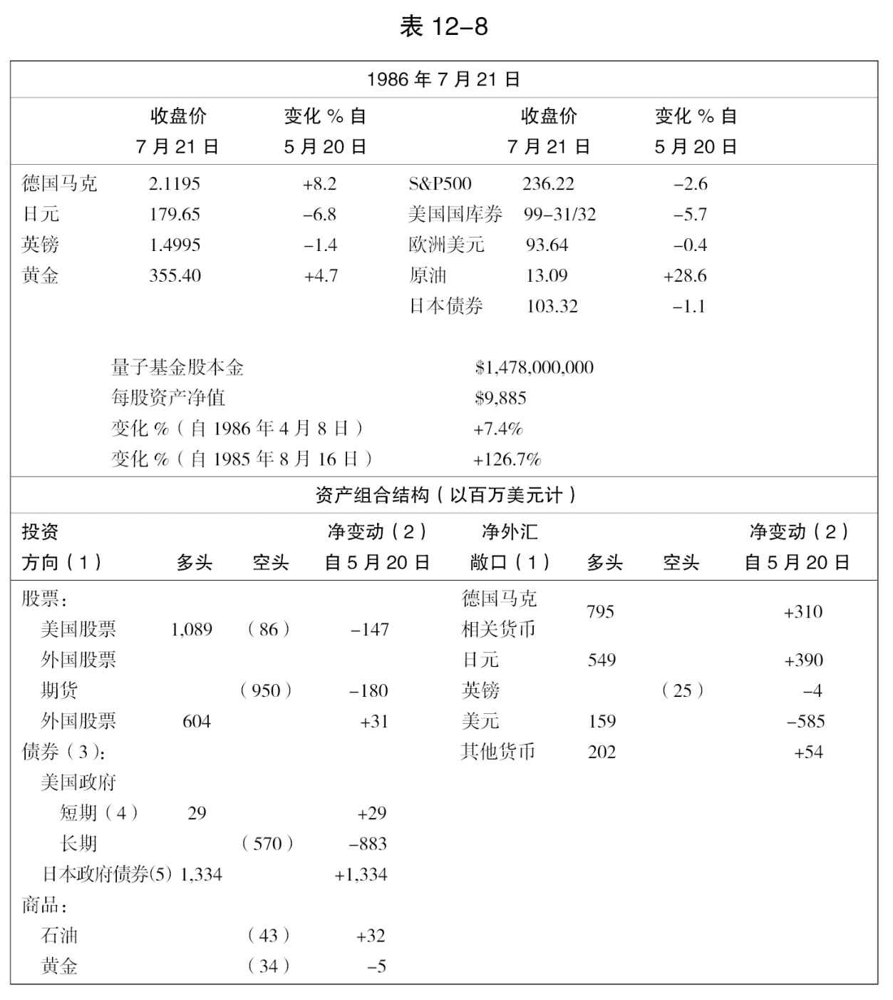 表 12–8
1986 年 7 月 21 日
收盘价 变化 % 自 收盘价 变化 % 自
7 月 21 日 5 月 20 日 7 月 21 日 5 月 20 日
德国马克 2.1195 +8.2 S&P500 236.22 –2.6
日元 179.65 –6.8 美国国库券 99–31/32 –5.7
英镑 1.4995 –1.4 欧洲美元 93.64 –0.4
黄金 355.40 +4.7 原油 13.09 +28.6
日本债券 103.32 –1.1
量子基金股本金 $1,478,000,000
每股资产净值 $9,885
变化 %（自 1986 年 4 月 8 日） +7.4%
变化 %（自 1985 年 8 月 16 日） +126.7%
资产组合结构（以百万美元计）
投资 净变动（2） 净外汇 净变动（2）
方向（1） 多头 空头 自 5 月 20 日 敞口（1） 多头 空头 自 5 月 20 日
股票： 德国马克
795 +310
美国股票 1,089 （86） –147 相关货币
外国股票 日元 549 +390
期货 （950） –180 英镑 （25） –4
外国股票 604 +31 美元 159 –585
债券（3）： 其他货币 202 +54
美国政府
短期（4） 29 +29
长期 （570） –883
日本政府债券(5) 1,334 +1,334
商品：
石油 （43） +32
黄金 （34） –5